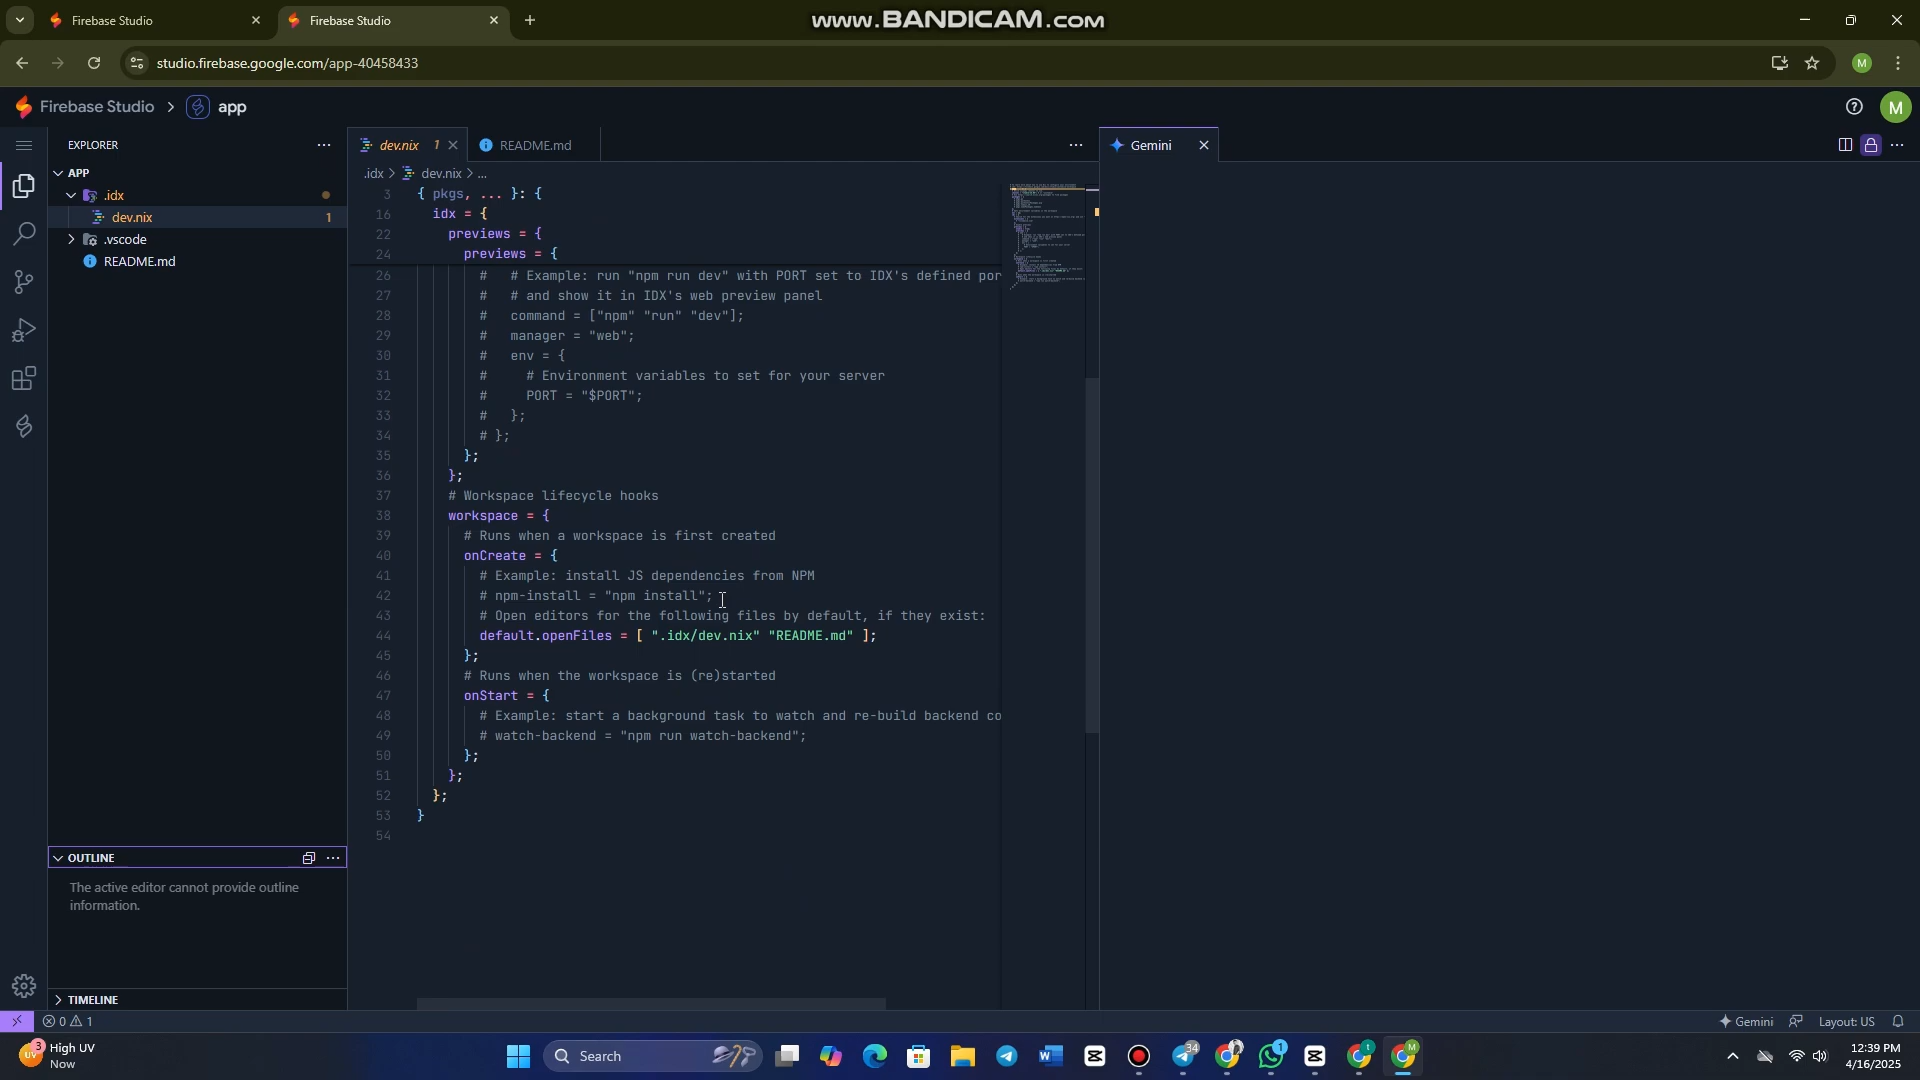 Firebase Studio
Firebase Studio
www.BANDICAM.com
studio.firebase.google.com/app-40458433
M
Firebase Studio > app
M
EXPLORER
dev.nix 1
README.md
Gemini
APP
.idx
dev.nix 1
.vscode
README.md
.idx > dev.nix > ...
3 { pkgs, ... }: {
16 idx = {
22 previews = {
24 previews = {
26 # # Example: run "npm run dev" with PORT set to IDX's defined por
27 # # and show it in IDX's web preview panel
28 # command = ["npm" "run" "dev"];
29 # manager = "web";
30 # env = {
31 # # Environment variables to set for your server
32 # PORT = "$PORT";
33 # };
34 # };
35 };
36 };
37 # Workspace lifecycle hooks
38 workspace = {
39 # Runs when a workspace is first created
40 onCreate = {
41 # Example: install JS dependencies from NPM
42 # npm-install = "npm install";
43 # Open editors for the following files by default, if they exist:
44 default.openFiles = [ ".idx/dev.nix" "README.md" ];
45 };
46 # Runs when the workspace is (re)started
47 onStart = {
48 # Example: start a background task to watch and re-build backend co
49 # watch-backend = "npm run watch-backend";
50 };
51 };
52 };
53 }
54
OUTLINE
The active editor cannot provide outline
information.
TIMELINE
0 1
Gemini
Layout: US
3
UV
High UV
Now
Search
34
1
t
M
12:39 PM
4/16/2025